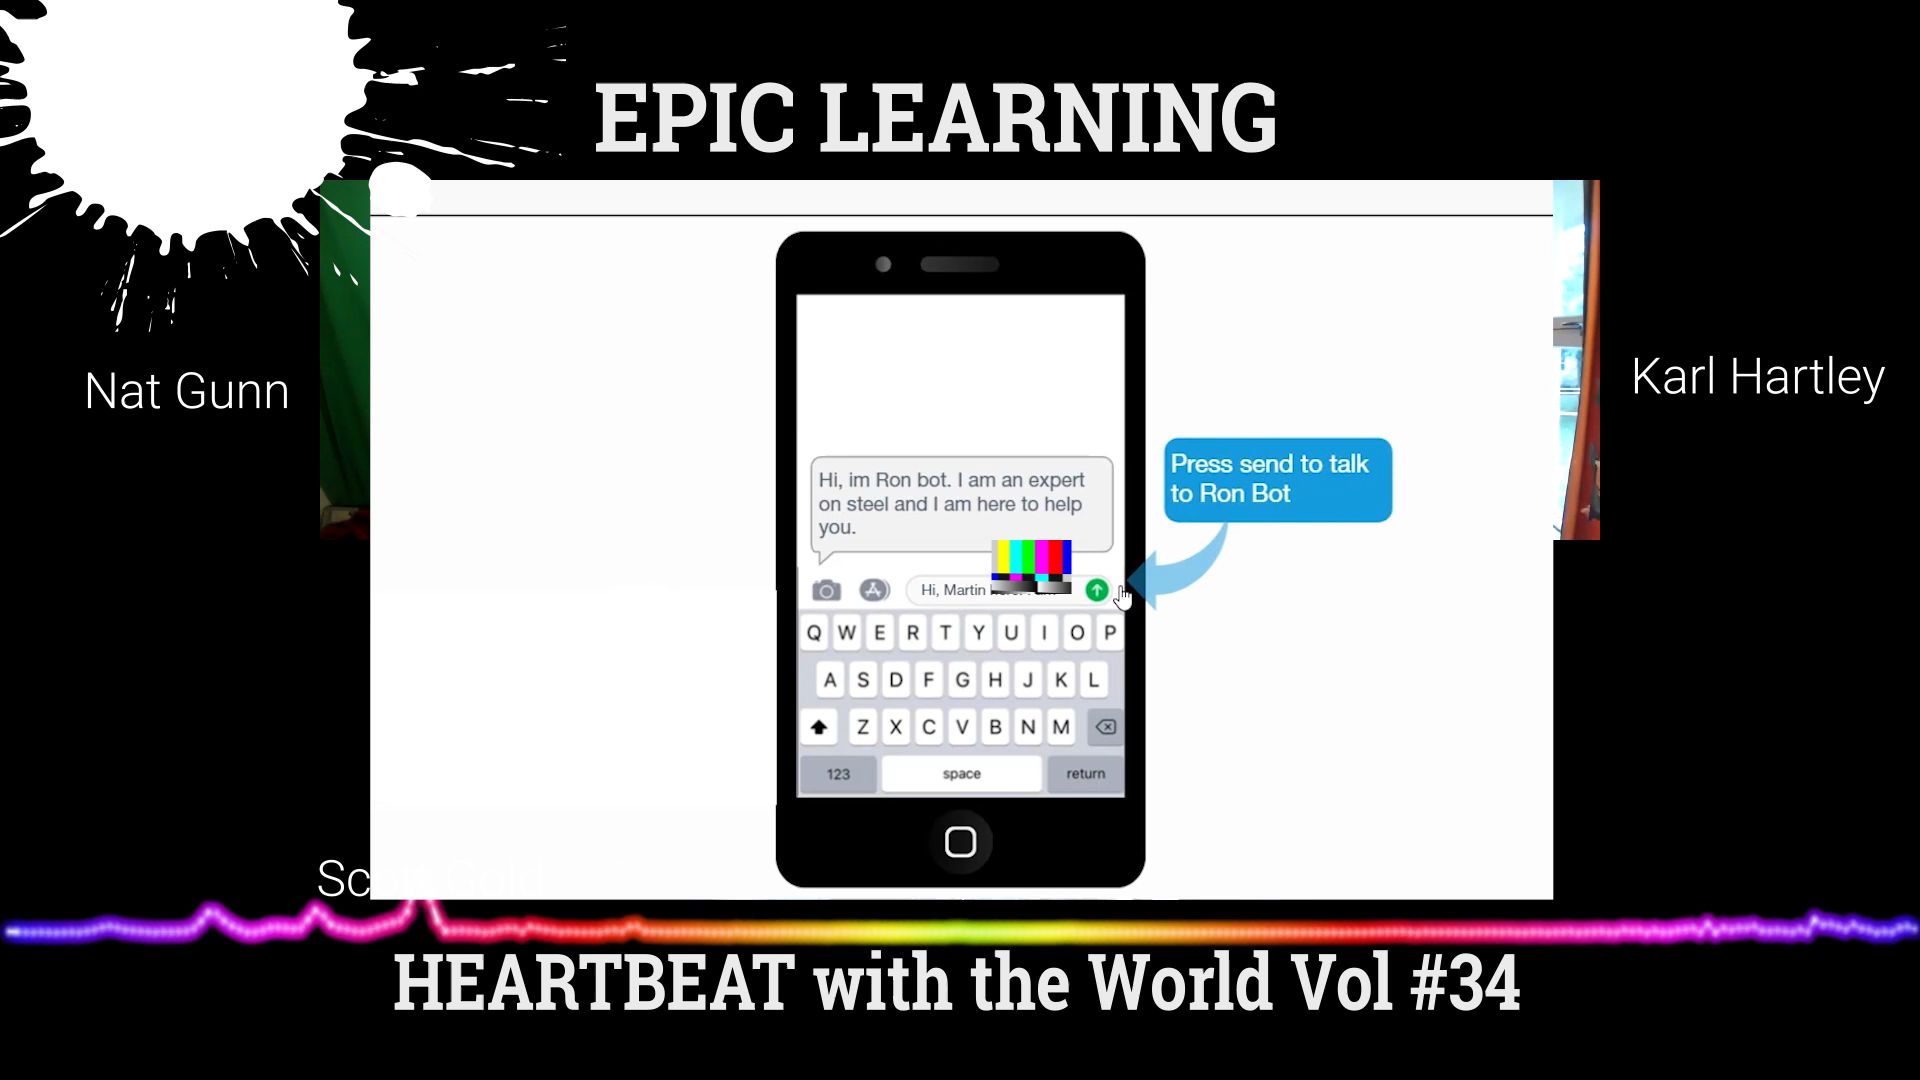 EPIC LEARNING
Nat Gunn
Karl Hartley
Press send to talk
to Ron Bot
Hi, im Ron bot. I am an expert
on steel and I am here to help
you.
Hi, Martin
Q W E R T Y U I O P
A S D F G H J K L
Z X C V B N M
123 space return
HEARTBEAT with the World Vol #34